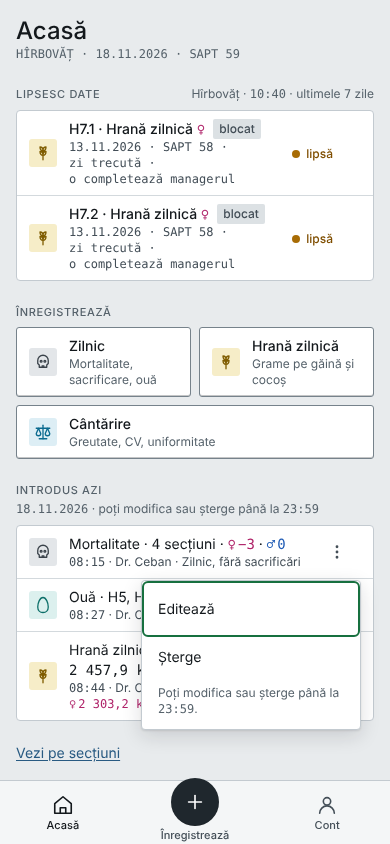 Acasă
HÎRBOVĂȚ · 18.11.2026 · SAPT 59
LIPSESC DATE
Hîrbovăț · 10:40 · ultimele 7 zile
H7.1 · Hrană zilnică ♀ blocat
13.11.2026 · SAPT 58 ·
zi trecută ·
o completează managerul
lipsă
H7.2 · Hrană zilnică ♀ blocat
13.11.2026 · SAPT 58 ·
zi trecută ·
o completează managerul
lipsă
ÎNREGISTREAZĂ
Zilnic
Mortalitate,
sacrificare, ouă
Hrană zilnică
Grame pe găină și
cocoș
Cântărire
Greutate, CV, uniformitate
INTRODUS AZI
18.11.2026 · poți modifica sau șterge până la 23:59
Mortalitate · 4 secțiuni · ♀−3 · ♂0
08:15 · Dr. Ceban · Zilnic, fără sacrificări
Ouă · H5, H
08:27 · Dr. C
Hrană zilnic
2 457,9 k
08:44 · Dr. C
♀2 303,2 k
Editează
Șterge
Poți modifica sau șterge până la
23:59.
Vezi pe secțiuni
Acasă
Înregistrează
Cont